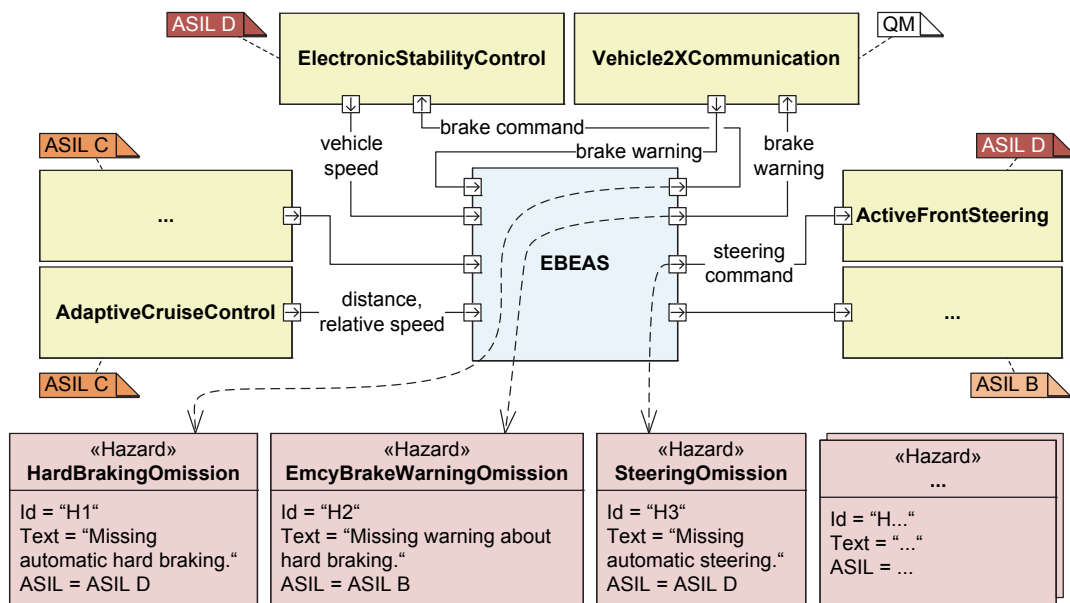 ASIL D
QM
ElectronicStabilityControl
Vehicle2XCommunication
brake command
vehicle
speed
brake warning
brake
warning
ASIL C
ASIL D
...
ActiveFrontSteering
EBEAS
steering
command
AdaptiveCruiseControl
distance,
relative speed
...
ASIL C
ASIL B
«Hazard»
HardBrakingOmission
Id = “H1“
Text = “Missing
automatic hard braking.“
ASIL = ASIL D
«Hazard»
EmcyBrakeWarningOmission
Id = “H2“
Text = “Missing warning about
hard braking.“
ASIL = ASIL B
«Hazard»
SteeringOmission
Id = “H3“
Text = “Missing
automatic steering.“
ASIL = ASIL D
«Hazard»
...
Id = “H...“
Text = “...“
ASIL = ...